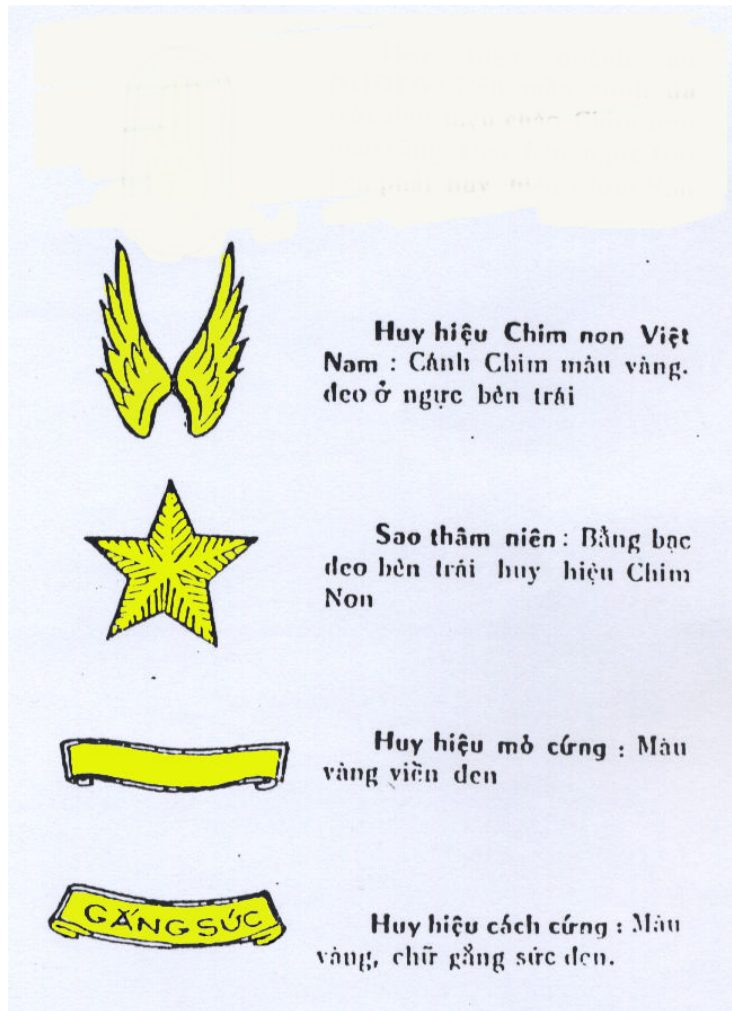 Huy hiệu Chim non Việt
Nam : Cánh Chim màu vàng.
đeo ở ngực bên trái
Sao thâm niên : Bằng bạc
đeo bên trái huy hiệu Chim
Non
Huy hiệu mỏ cứng : Màu
vàng viền đen
GẮNG SỨC
Huy hiệu cách cứng : Màu
vàng, chữ gắng sức đen.